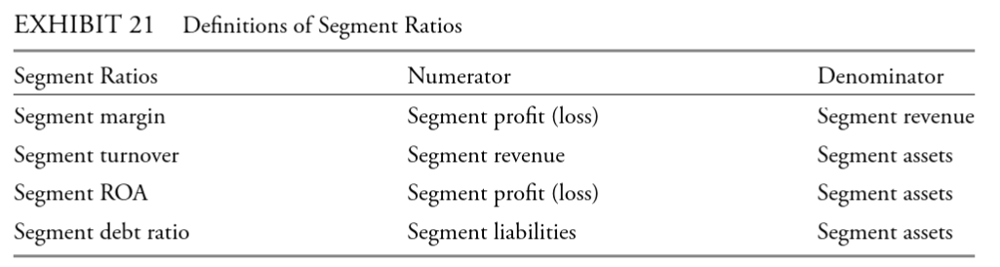 EXHIBIT 21 Definitions of Segment Ratios
Segment Ratios Numerator Denominator
Segment margin Segment profit (loss) Segment revenue
Segment turnover Segment revenue Segment assets
Segment ROA Segment profit (loss) Segment assets
Segment debt ratio Segment liabilities Segment assets